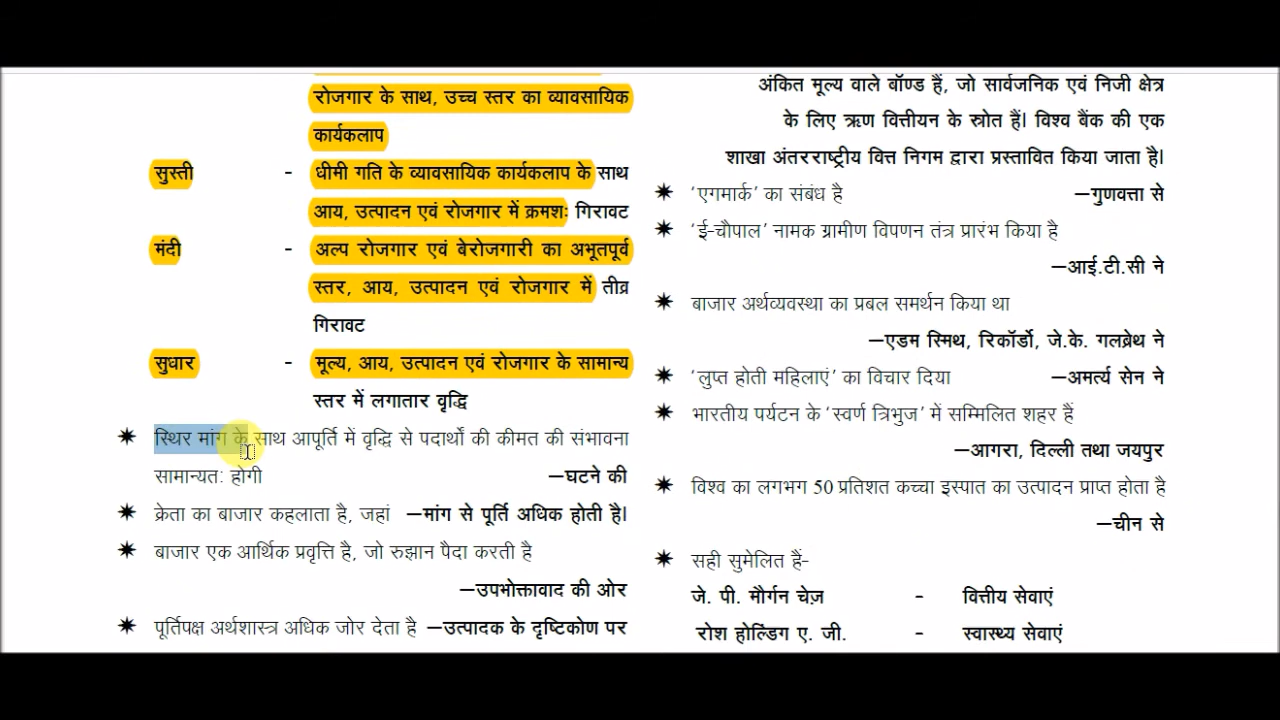 रोजगार के साथ, उच्च स्तर का व्यावसायिक
कार्यकलाप
सुस्ती - धीमी गति के व्यावसायिक कार्यकलाप के साथ
आय, उत्पादन एवं रोजगार में क्रमशः गिरावट
मंदी - अल्प रोजगार एवं बेरोजगारी का अभूतपूर्व
स्तर, आय, उत्पादन एवं रोजगार में तीव्र
गिरावट
सुधार - मूल्य, आय, उत्पादन एवं रोजगार के सामान्य
स्तर में लगातार वृद्धि
✷ स्थिर मांग के साथ आपूर्ति में वृद्धि से पदार्थों की कीमत की संभावना
सामान्यतः होगी –घटने की
✷ क्रेता का बाजार कहलाता है, जहां –मांग से पूर्ति अधिक होती है।
✷ बाजार एक आर्थिक प्रवृत्ति है, जो रुझान पैदा करती है
–उपभोक्तावाद की ओर
✷ पूर्तिपक्ष अर्थशास्त्र अधिक जोर देता है –उत्पादक के दृष्टिकोण पर
अंकित मूल्य वाले बॉण्ड हैं, जो सार्वजनिक एवं निजी क्षेत्र
के लिए ऋण वित्तीयन के स्रोत हैं। विश्व बैंक की एक
शाखा अंतरराष्ट्रीय वित्त निगम द्वारा प्रस्तावित किया जाता है।
✷ 'एगमार्क' का संबंध है –गुणवत्ता से
✷ 'ई-चौपाल' नामक ग्रामीण विपणन तंत्र प्रारंभ किया है
–आई.टी.सी ने
✷ बाजार अर्थव्यवस्था का प्रबल समर्थन किया था
–एडम स्मिथ, रिकॉर्डो, जे.के. गलब्रेथ ने
✷ 'लुप्त होती महिलाएं' का विचार दिया –अमर्त्य सेन ने
✷ भारतीय पर्यटन के 'स्वर्ण त्रिभुज' में सम्मिलित शहर हैं
–आगरा, दिल्ली तथा जयपुर
✷ विश्व का लगभग 50 प्रतिशत कच्चा इस्पात का उत्पादन प्राप्त होता है
–चीन से
✷ सही सुमेलित हैं-
जे. पी. मौर्गन चेज़ - वित्तीय सेवाएं
रोश होल्डिंग ए. जी. - स्वास्थ्य सेवाएं